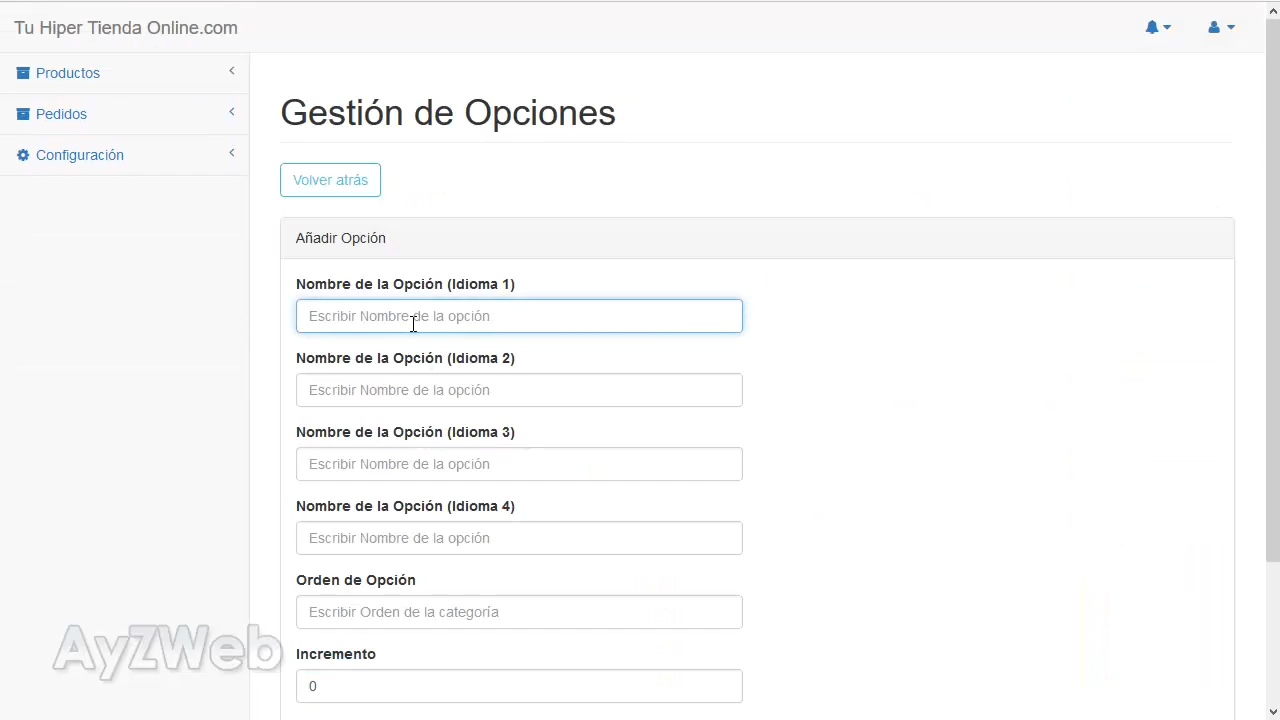 Tu Hiper Tienda Online.com
Productos
Pedidos
Configuración
Gestión de Opciones
Volver atrás
Añadir Opción
Nombre de la Opción (Idioma 1)
Escribir Nombre de la opción
Nombre de la Opción (Idioma 2)
Escribir Nombre de la opción
Nombre de la Opción (Idioma 3)
Escribir Nombre de la opción
Nombre de la Opción (Idioma 4)
Escribir Nombre de la opción
Orden de Opción
Escribir Orden de la categoría
Incremento
0
AyZWeb